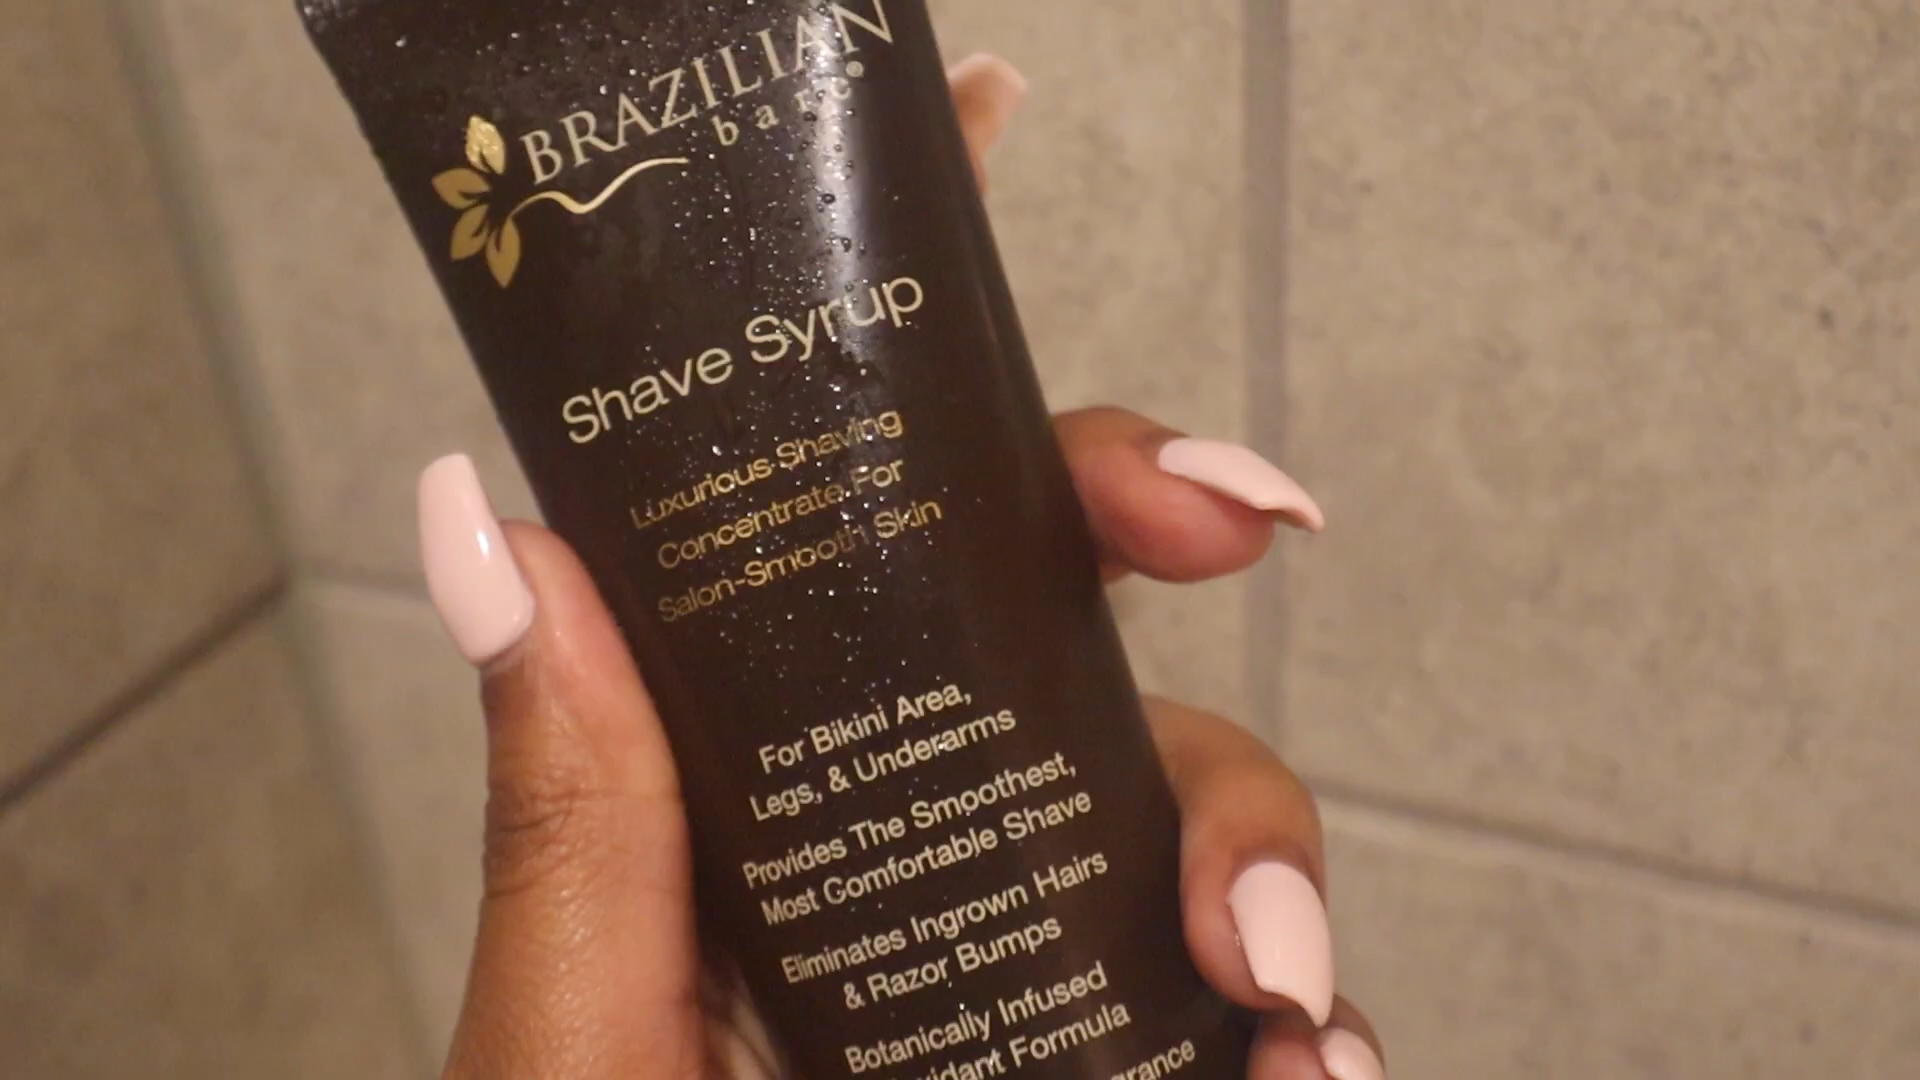 BRAZILIAN
bare®
Shave Syrup
Luxurious Shaving
Concentrate For
Salon-Smooth Skin
For Bikini Area,
Legs, & Underarms
Provides The Smoothest,
Most Comfortable Shave
Eliminates Ingrown Hairs
& Razor Bumps
Botanically Infused
Formula